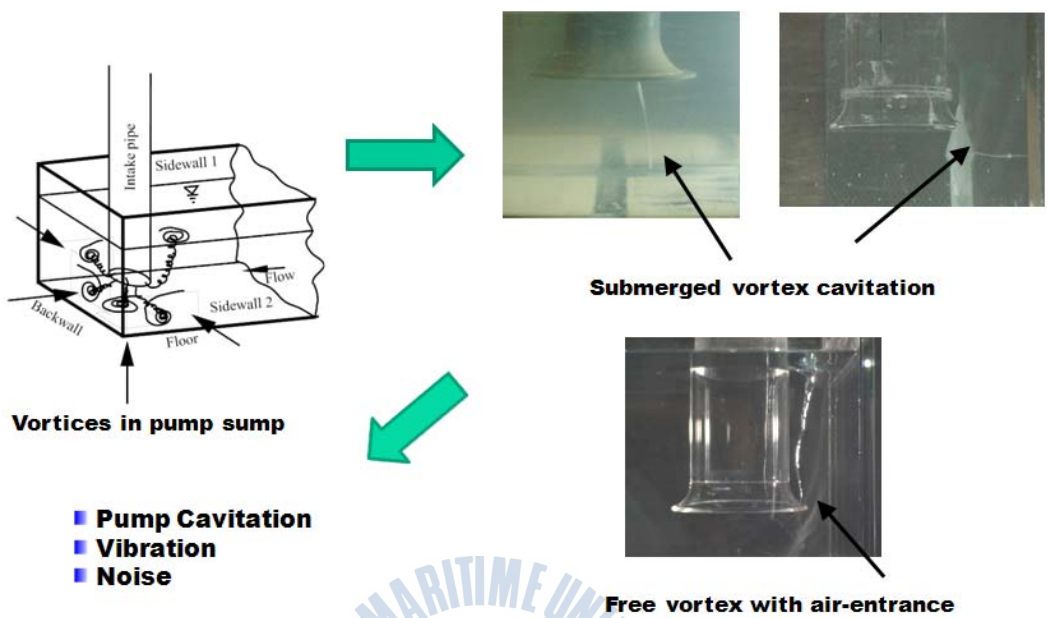 Intake pipe
Sidewall 1
Flow
Sidewall 2
Backwall
Floor
Vortices in pump sump
Submerged vortex cavitation
Pump Cavitation
Vibration
Noise
Free vortex with air-entrance
MARITIME